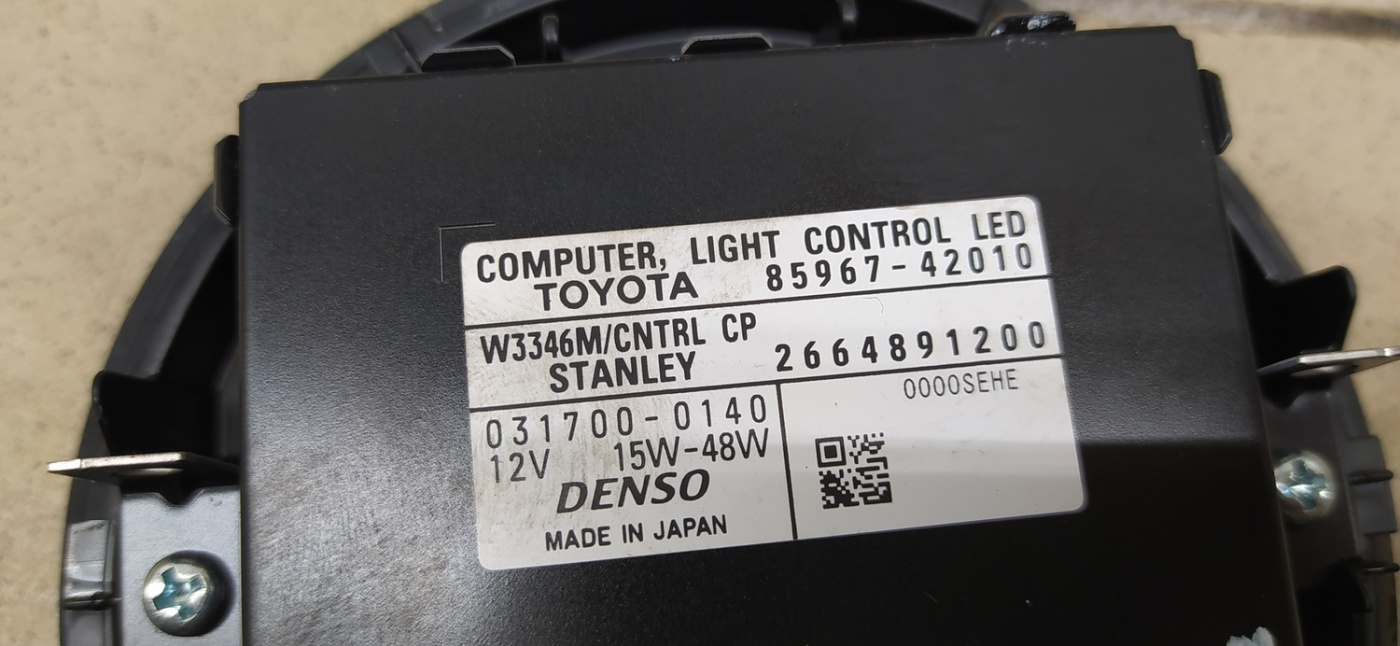 COMPUTER, LIGHT CONTROL LED
TOYOTA 85967-42010
W3346M/CNTRL CP
STANLEY 2664891200
031700-0140
12V 15W-48W
DENSO
MADE IN JAPAN
0000SEHE